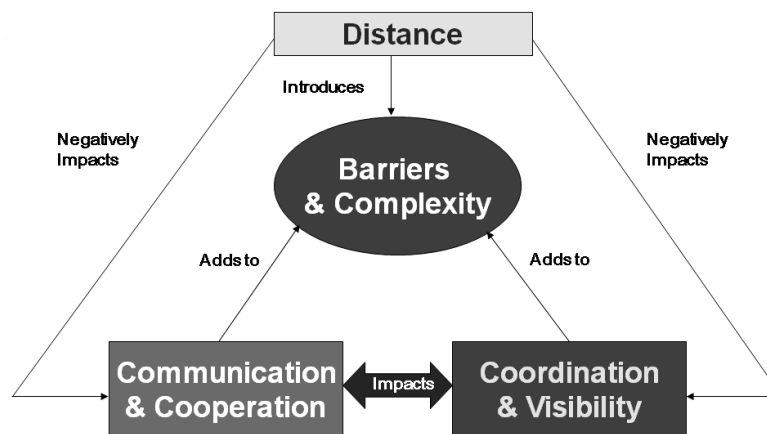 Distance
Introduces
Negatively
Impacts
Negatively
Impacts
Barriers
& Complexity
Adds to
Adds to
Communication
& Cooperation
Impacts
Coordination
& Visibility